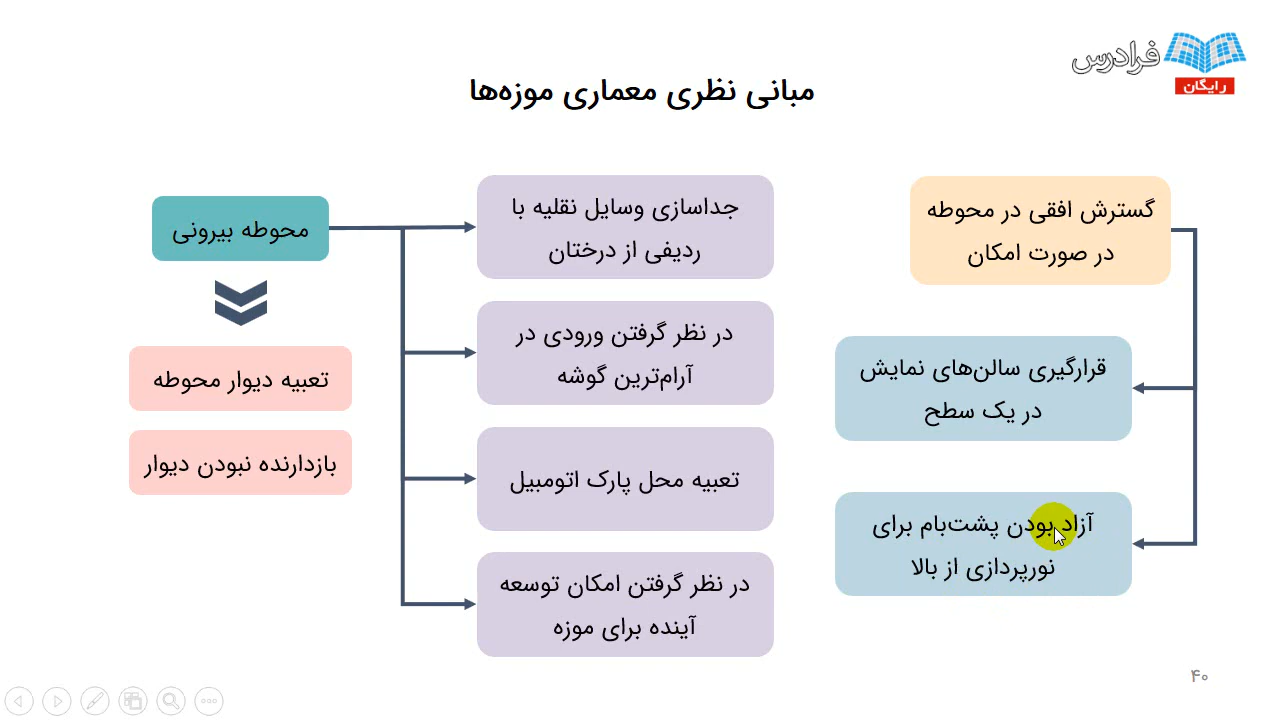 فرادرس
رایگان
مبانی نظری معماری موزه‌ها
گسترش افقی در محوطه
در صورت امکان
قرارگیری سالن‌های نمایش
در یک سطح
آزاد بودن پشت‌بام برای
نورپردازی از بالا
محوطه بیرونی
جداسازی وسایل نقلیه با
ردیفی از درختان
در نظر گرفتن ورودی در
آرام‌ترین گوشه
تعبیه محل پارک اتومبیل
در نظر گرفتن امکان توسعه
آینده برای موزه
تعبیه دیوار محوطه
بازدارنده نبودن دیوار
۴۰